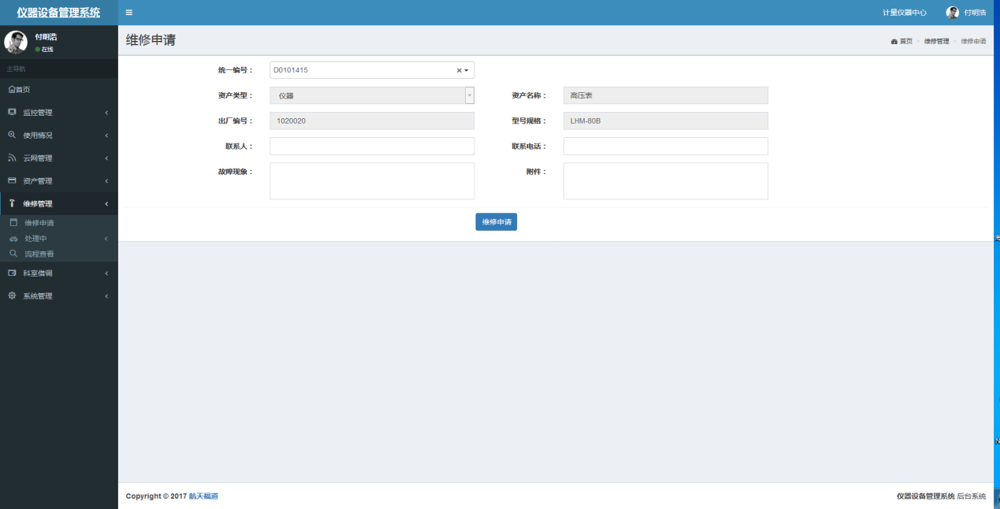 仪器设备管理系统
计量仪器中心 付明浩
付明浩
在线
主导航
首页
监控管理
使用情况
云网管理
资产管理
维修管理
维修申请
处理中
流程查看
科室借调
系统管理
维修申请
首页 维修管理 维修申请
统一编号： D0101415
资产类型： 仪器 资产名称： 高压表
出厂编号： 1020020 型号规格： LHM-80B
联系人： 联系电话：
故障现象： 附件：
维修申请
Copyright © 2017 航天福道
仪器设备管理系统 后台系统